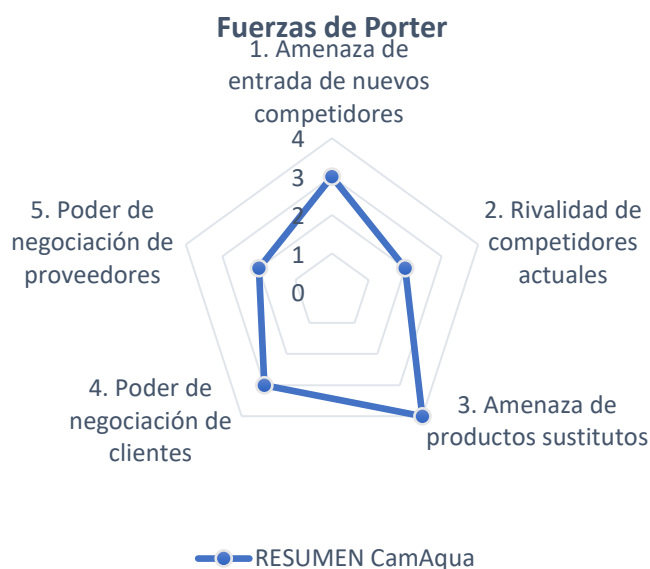 Fuerzas de Porter
1. Amenaza de
entrada de nuevos
competidores
4
3
2
1
0
5. Poder de
negociación de
proveedores
2. Rivalidad de
competidores
actuales
4. Poder de
negociación de
clientes
3. Amenaza de
productos sustitutos
RESUMEN CamAqua